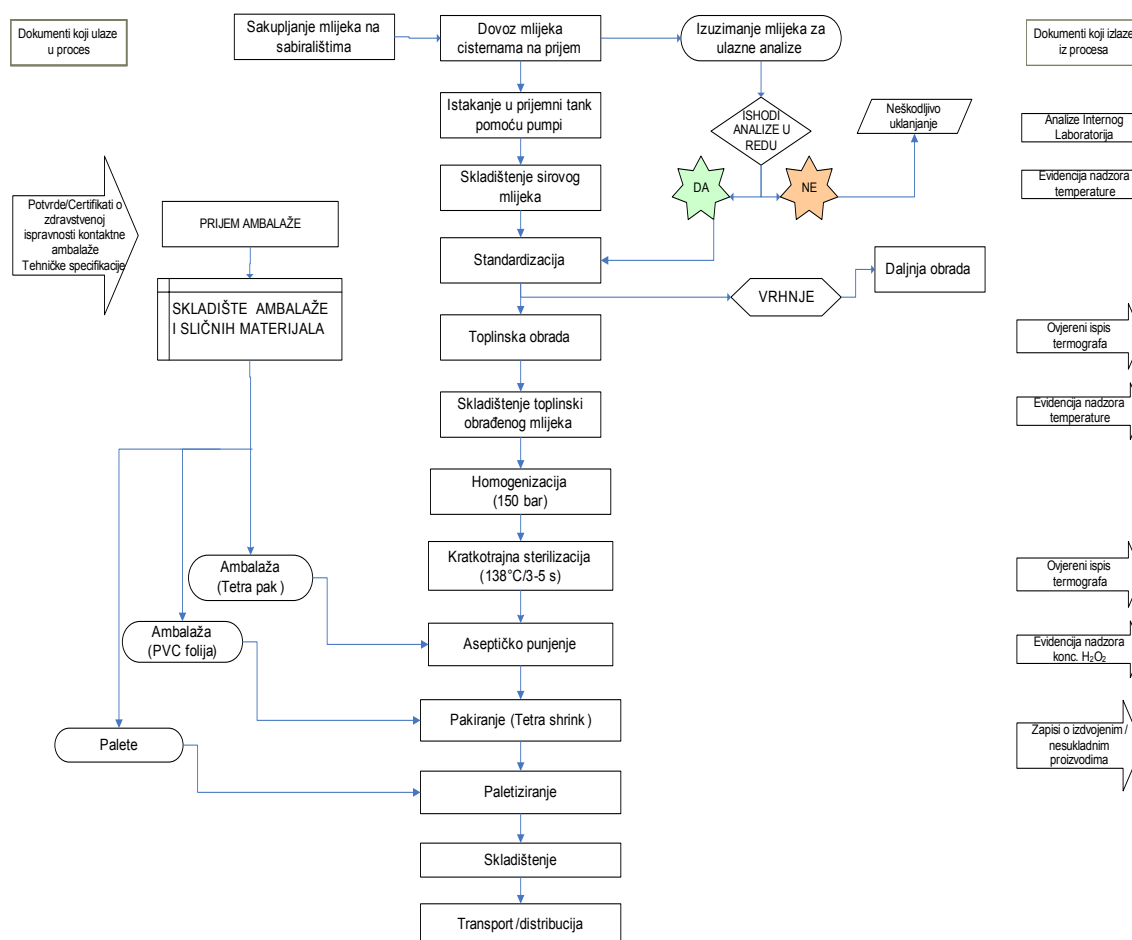 Dokumenti koji ulaze
u proces
Sakupljanje mlijeka na
sabiralištima
Dovoz mlijeka
cisternama na prijem
Izuzimanje mlijeka za
ulazne analize
Dokumenti koji izlaze
iz procesa
Istakanje u prijemni tank
pomoću pumpi
ISHODI
ANALIZE U
REDU
Neškodljivo
uklanjanje
Analize Internog
Laboratorija
Skladištenje sirovog
mlijeka
DA
NE
Evidencija nadzora
temperature
Potvrde/Certifikati o
zdravstvenoj
ispravnosti kontaktne
ambalaže
Tehničke specifikacije
PRIJEM AMBALAŽE
Standardizacija
Daljnja obrada
VRHNJE
SKLADIŠTE AMBALAŽE
I SLIČNIH MATERIJALA
Toplinska obrada
Ovjereni ispis
termografa
Skladištenje toplinski
obrađenog mlijeka
Evidencija nadzora
temperature
Homogenizacija
(150 bar)
Kratkotrajna sterilizacija
(138°C/3-5 s)
Ovjereni ispis
termografa
Ambalaža
(Tetra pak)
Ambalaža
(PVC folija)
Aseptičko punjenje
Evidencija nadzora
konc. H₂O₂
Pakiranje (Tetra shrink)
Palete
Zapisi o izdvojenim /
nesukladnim
proizvodima
Paletiziranje
Skladištenje
Transport/distribucija